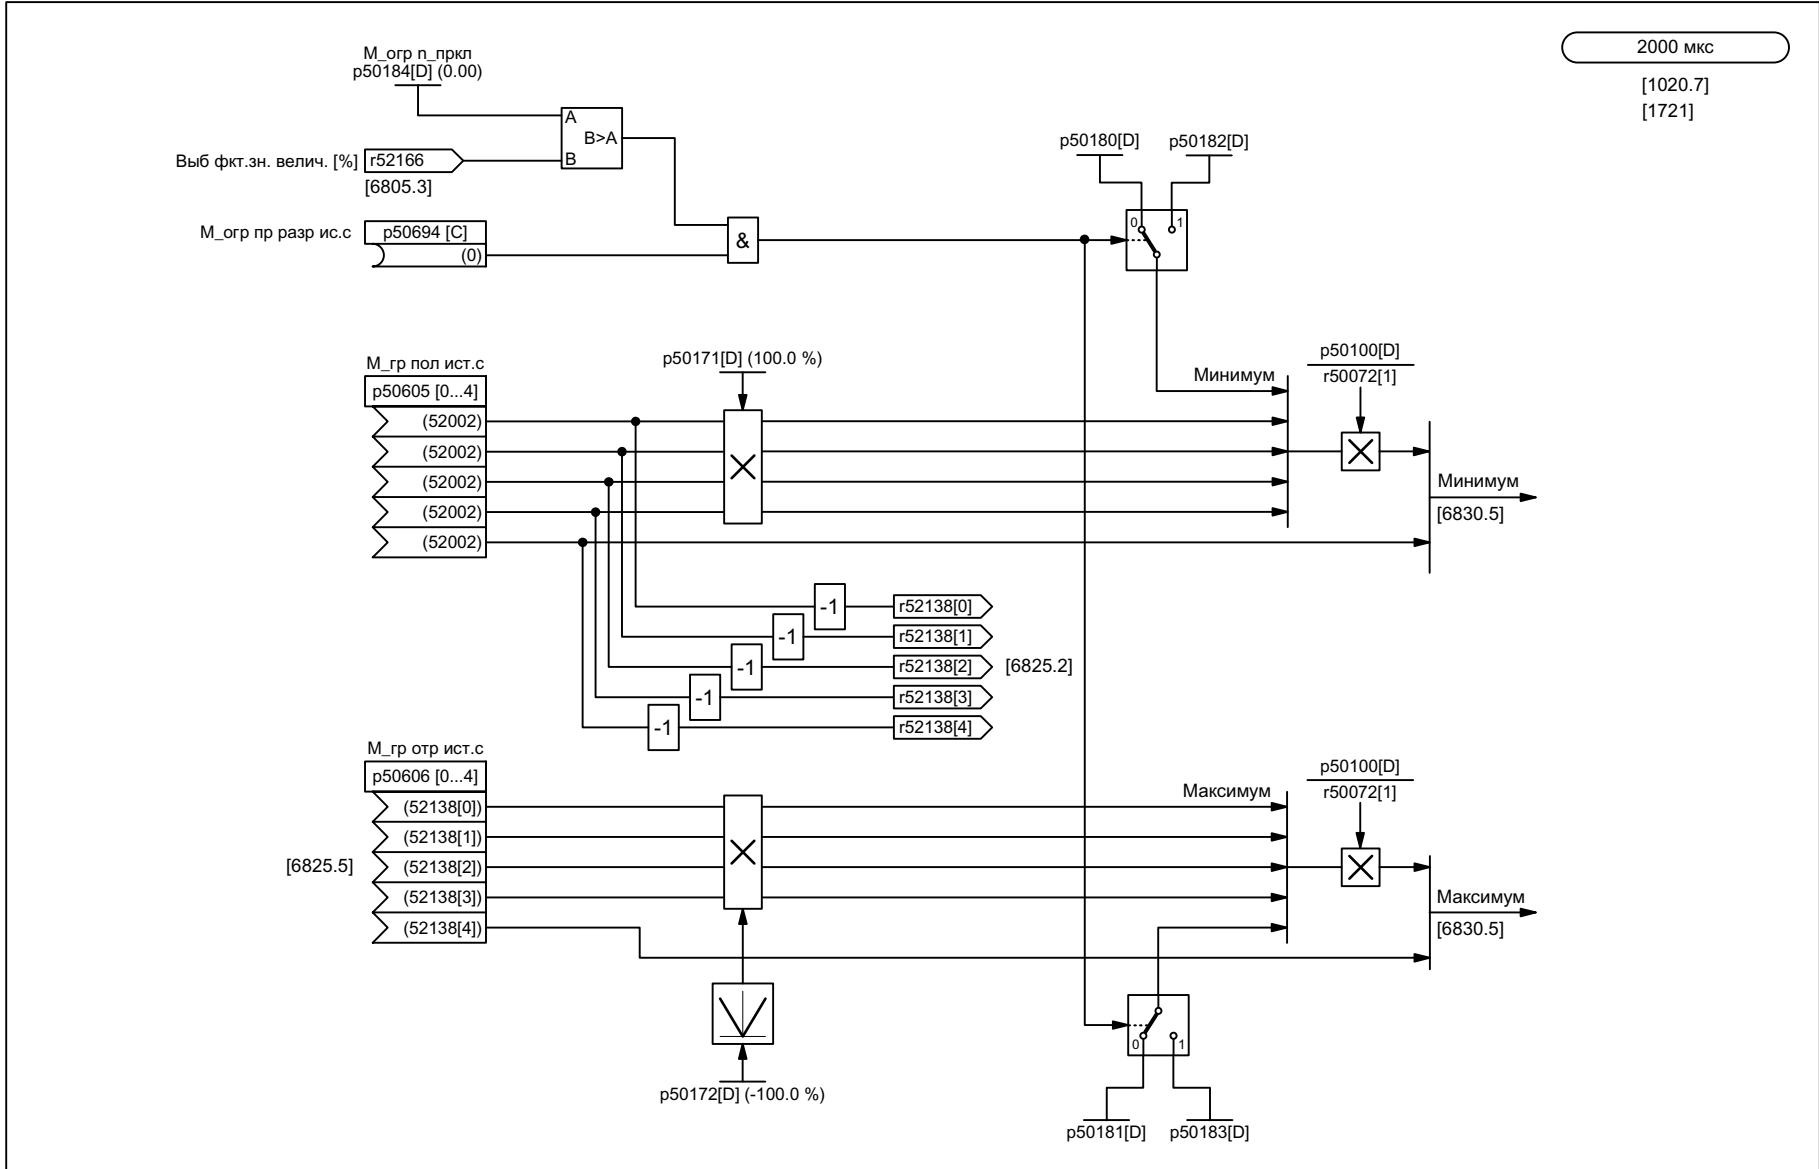 2000 мкс
[1020.7]
[1721]
М_огр n_пркл
p50184[D] (0.00)
A
B>A
B
Выб фкт.зн. велич. [%]
r52166
[6805.3]
М_огр пр разр ис.с
p50694 [C]
(0)
&
p50180[D]
p50182[D]
0
1
М_гр пол ист.с
p50605 [0...4]
(52002)
(52002)
(52002)
(52002)
(52002)
p50171[D] (100.0 %)
Минимум
p50100[D]
r50072[1]
Минимум
[6830.5]
-1
r52138[0]
-1
r52138[1]
-1
r52138[2]
[6825.2]
-1
r52138[3]
-1
r52138[4]
М_гр отр ист.с
p50606 [0...4]
(52138[0])
(52138[1])
[6825.5]
(52138[2])
(52138[3])
(52138[4])
Максимум
p50100[D]
r50072[1]
Максимум
[6830.5]
p50172[D] (-100.0 %)
0
1
p50181[D]
p50183[D]